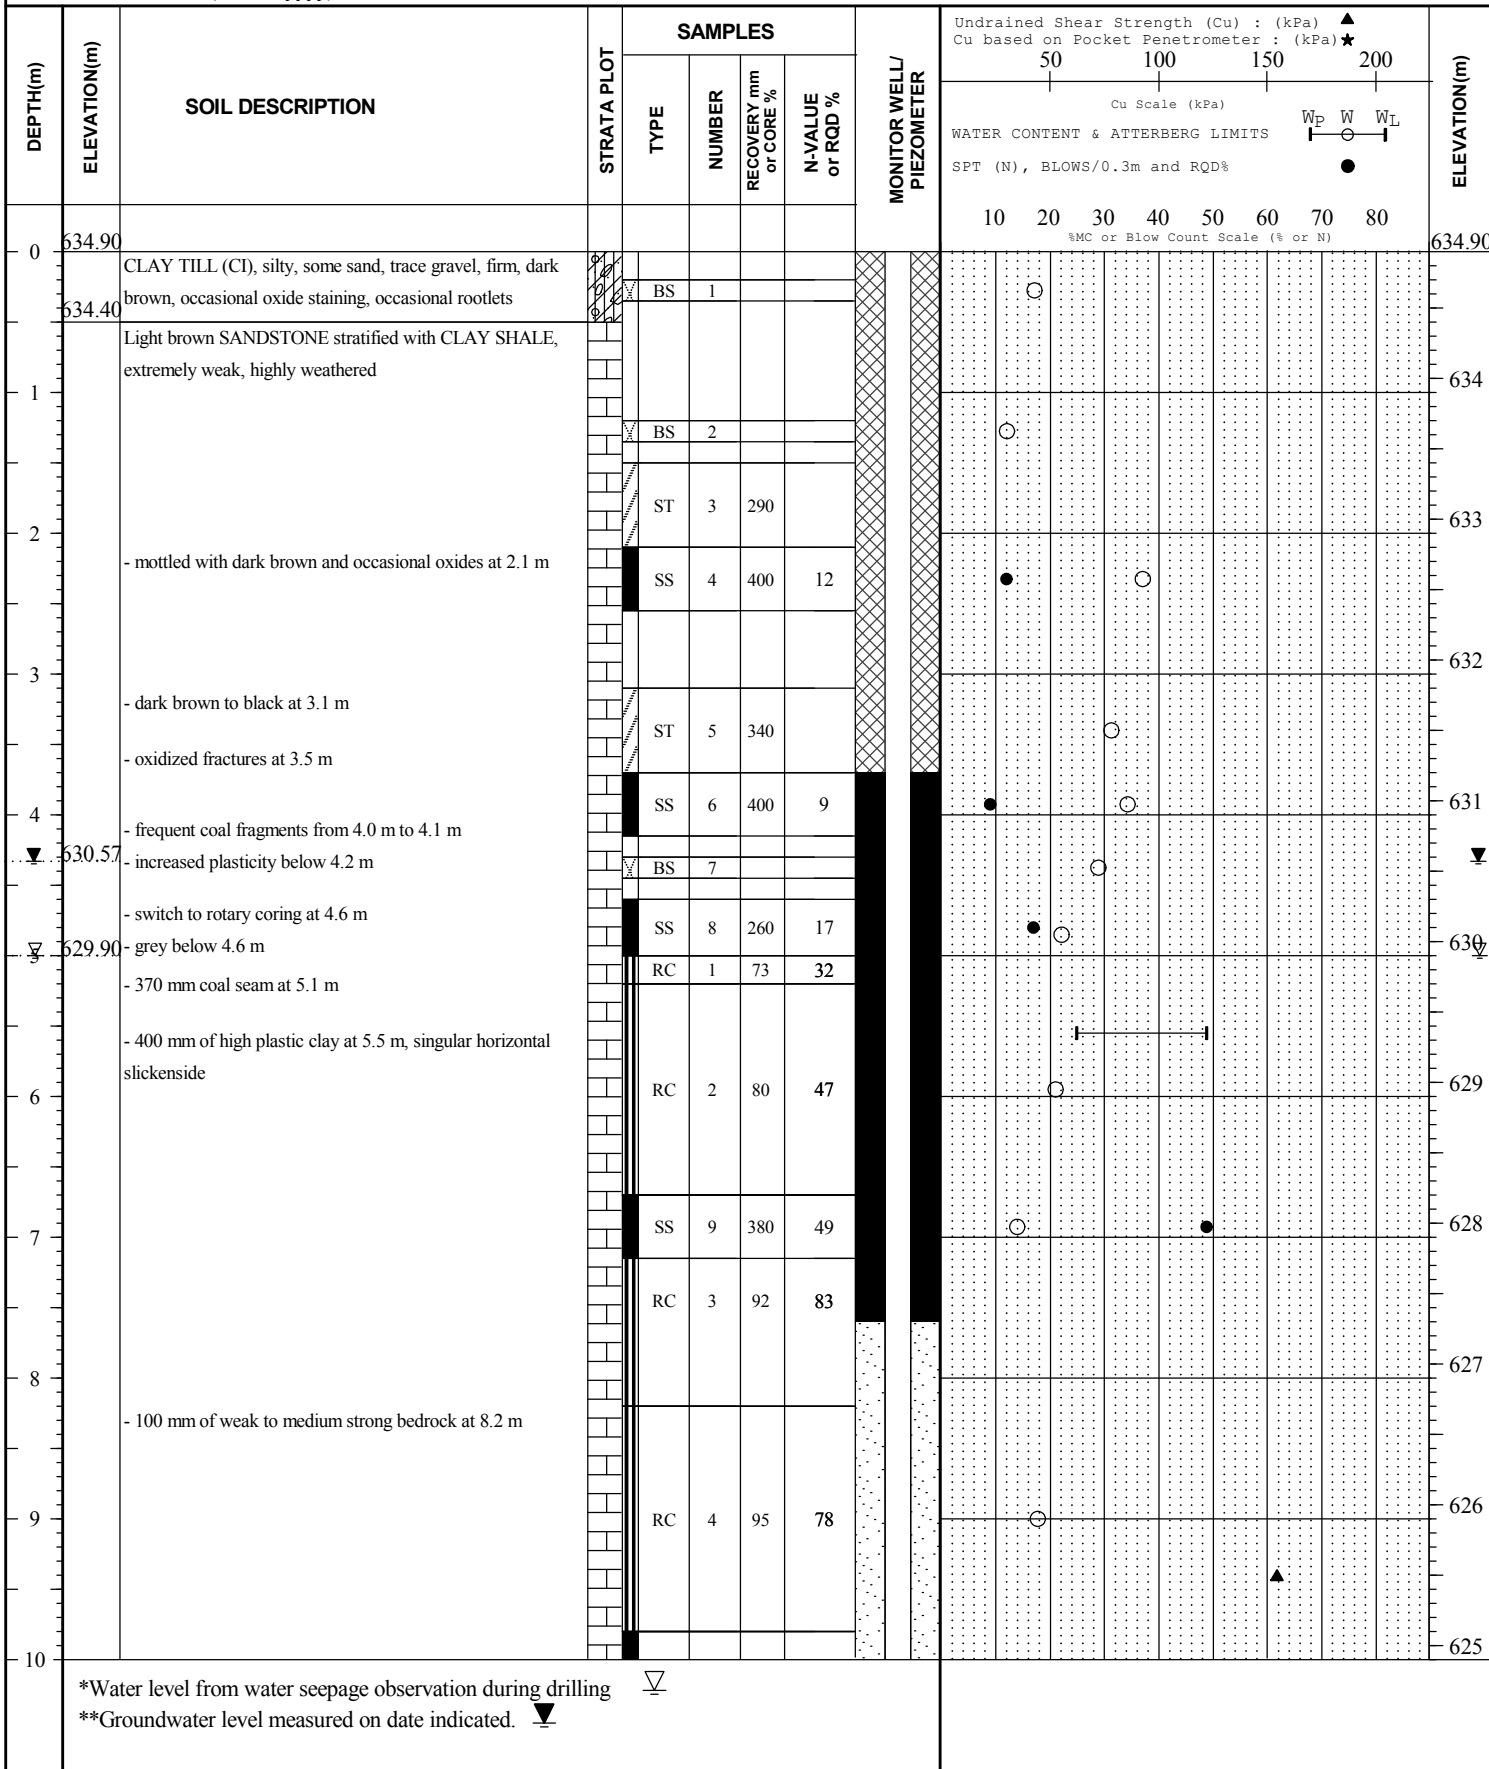 Undrained Shear Strength (Cu) : (kPa)
Cu based on Pocket Penetrometer : (kPa)
50 100 150 200
Cu Scale (kPa)
WATER CONTENT & ATTERBERG LIMITS
WP W WL
SPT (N), BLOWS/0.3m and RQD%
10 20 30 40 50 60 70 80
%MC or Blow Count Scale (% or N)
DEPTH(m)
ELEVATION(m)
SOIL DESCRIPTION
STRATA PLOT
SAMPLES
TYPE
NUMBER
RECOVERY mm
or CORE %
N-VALUE
or RQD %
MONITOR WELL/
PIEZOMETER
ELEVATION(m)
0 634.90 634.90
CLAY TILL (CI), silty, some sand, trace gravel, firm, dark
BS 1
brown, occasional oxide staining, occasional rootlets
634.40
Light brown SANDSTONE stratified with CLAY SHALE,
extremely weak, highly weathered
634
1
BS 2
ST 3 290
633
2
- mottled with dark brown and occasional oxides at 2.1 m
SS 4 400 12
632
3
- dark brown to black at 3.1 m
ST 5 340
- oxidized fractures at 3.5 m
SS 6 400 9
631
4
- frequent coal fragments from 4.0 m to 4.1 m
630.57
- increased plasticity below 4.2 m
BS 7
- switch to rotary coring at 4.6 m
SS 8 260 17
630
629.90
- grey below 4.6 m
5
RC 1 73 32
- 370 mm coal seam at 5.1 m
- 400 mm of high plastic clay at 5.5 m, singular horizontal
slickenside
629
6
RC 2 80 47
SS 9 380 49
628
7
RC 3 92 83
627
8
- 100 mm of weak to medium strong bedrock at 8.2 m
626
9
RC 4 95 78
625
10
*Water level from water seepage observation during drilling
**Groundwater level measured on date indicated.